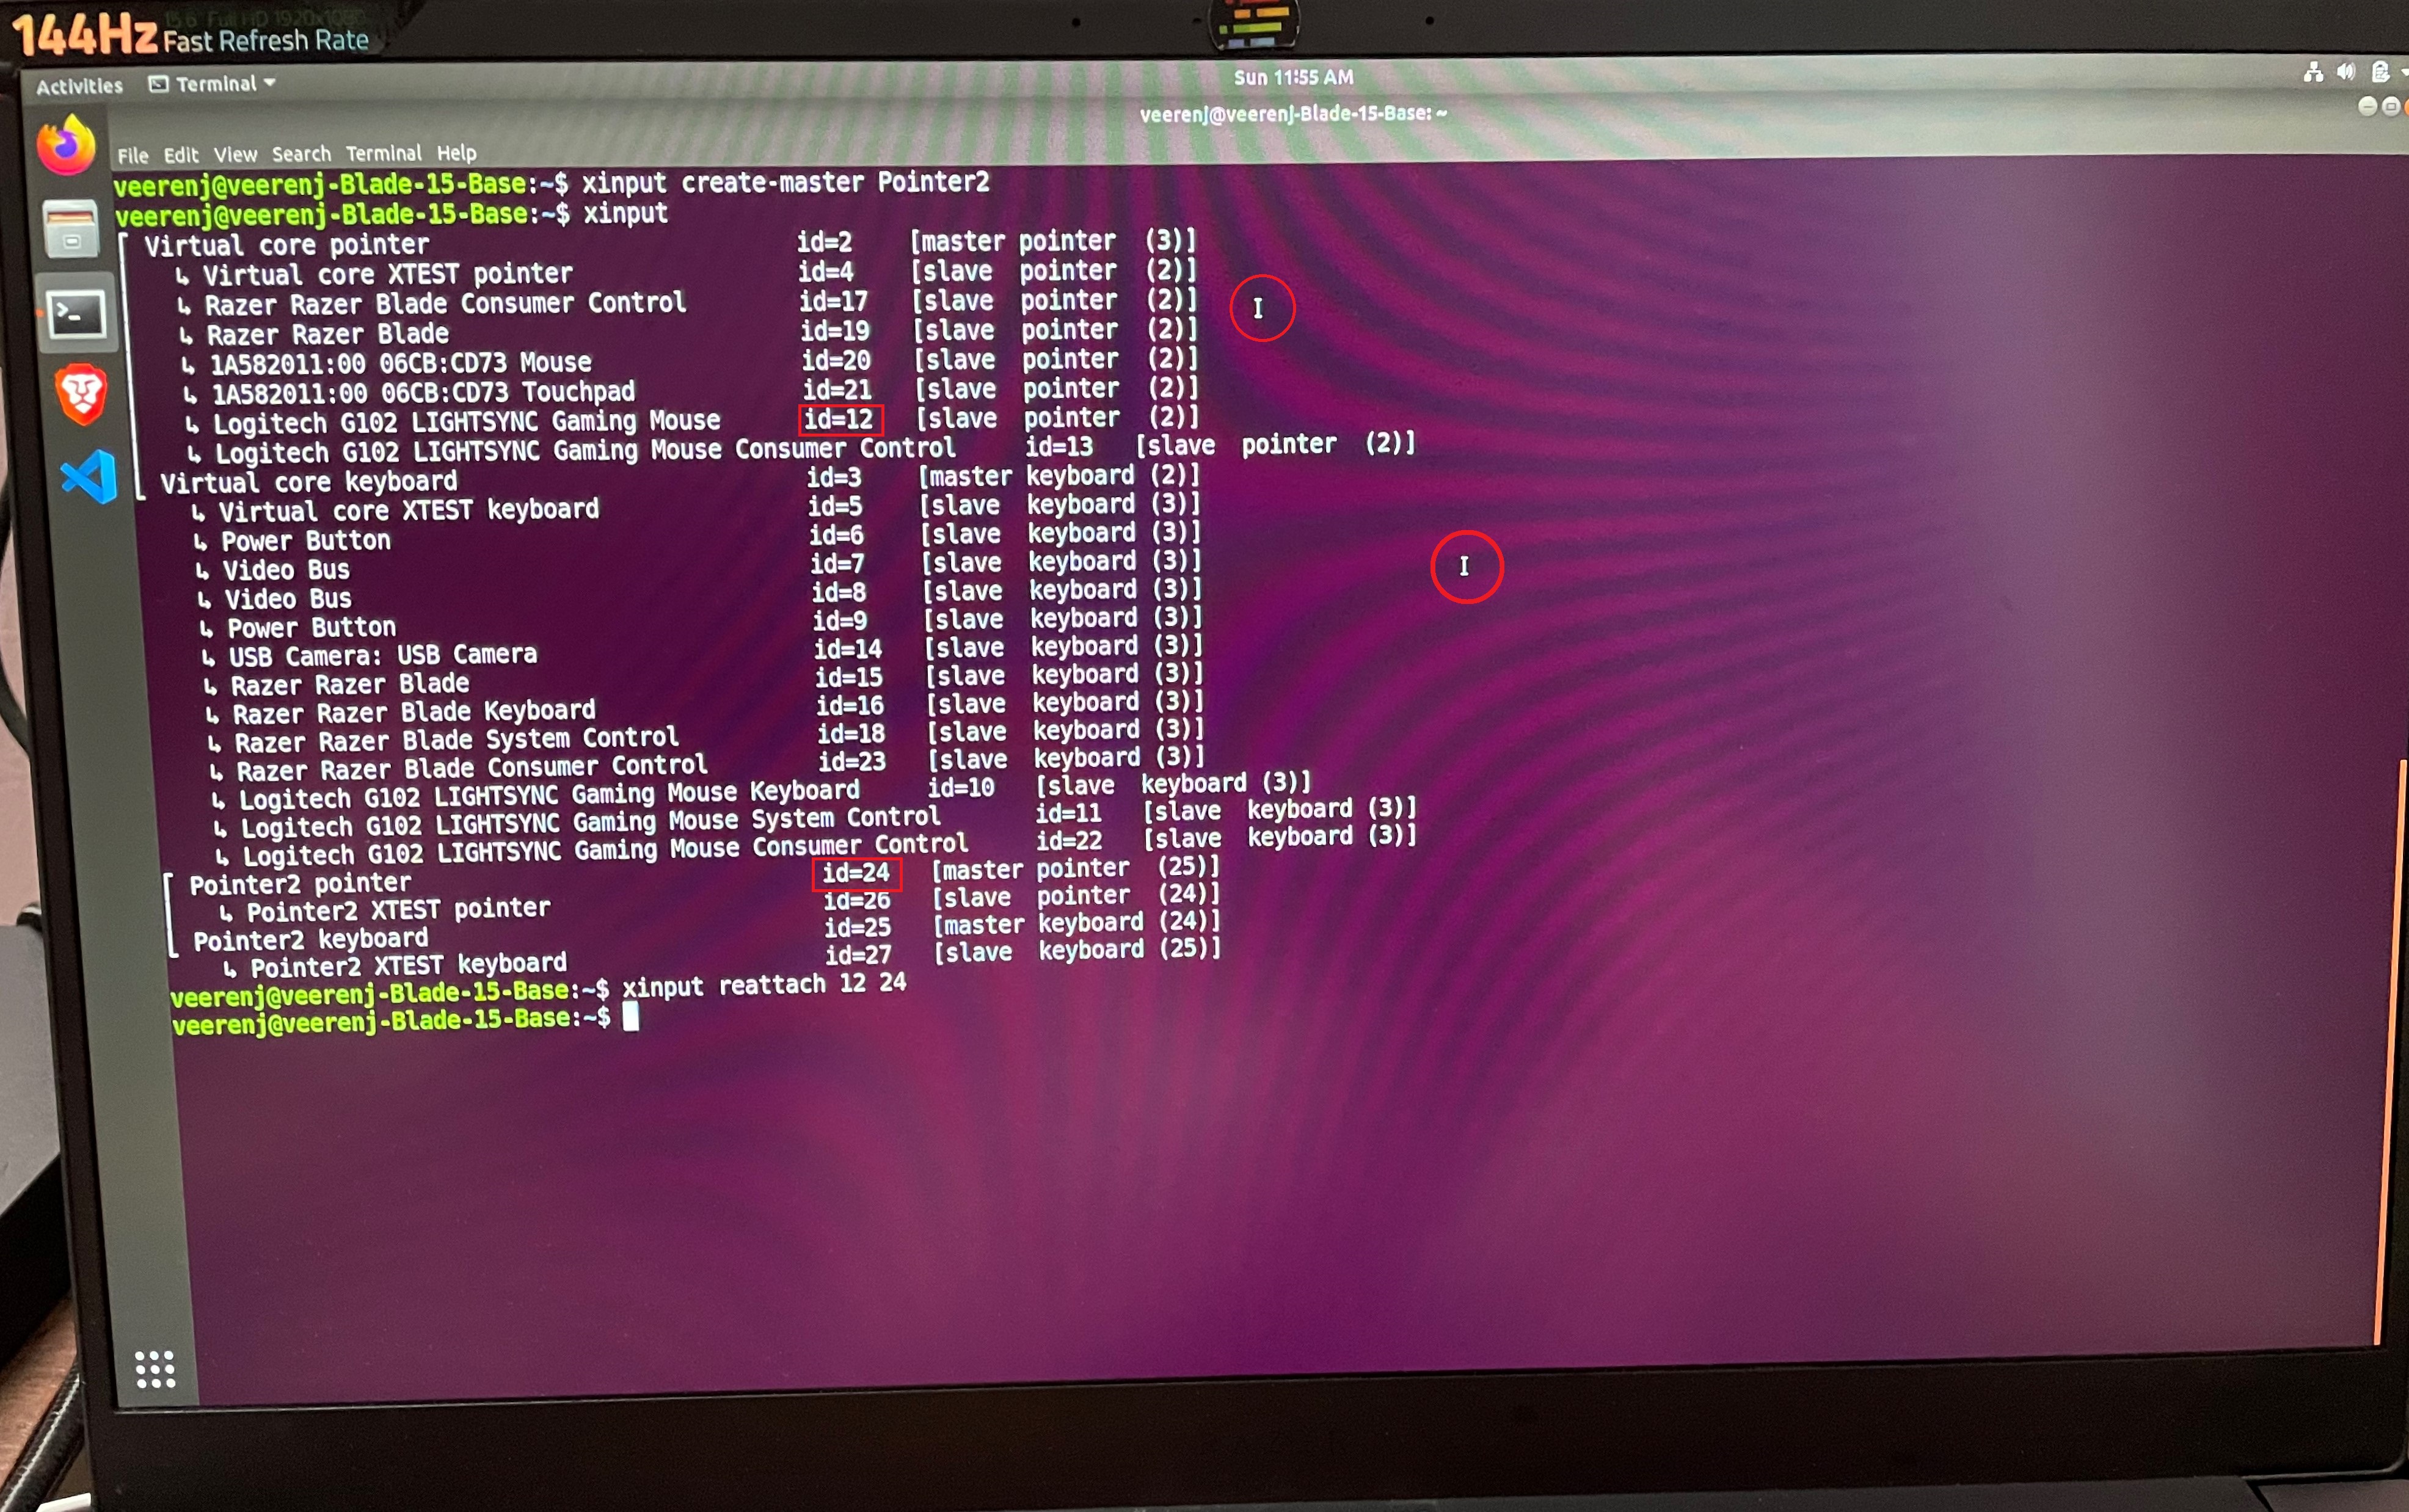 144Hz Fast Refresh Rate
15.6" Full HD 1920x1080
Activities Terminal Sun 11:55 AM
veerenj@veerenj-Blade-15-Base: ~
File Edit View Search Terminal Help
veerenj@veerenj-Blade-15-Base:~$ xinput create-master Pointer2
veerenj@veerenj-Blade-15-Base:~$ xinput
⎡ Virtual core pointer id=2 [master pointer (3)]
↳ Virtual core XTEST pointer id=4 [slave pointer (2)]
↳ Razer Razer Blade Consumer Control id=17 [slave pointer (2)]
↳ Razer Razer Blade id=19 [slave pointer (2)]
↳ 1A582011:00 06CB:CD73 Mouse id=20 [slave pointer (2)]
↳ 1A582011:00 06CB:CD73 Touchpad id=21 [slave pointer (2)]
↳ Logitech G102 LIGHTSYNC Gaming Mouse id=12 [slave pointer (2)]
↳ Logitech G102 LIGHTSYNC Gaming Mouse Consumer Control id=13 [slave pointer (2)]
⎣ Virtual core keyboard id=3 [master keyboard (2)]
↳ Virtual core XTEST keyboard id=5 [slave keyboard (3)]
↳ Power Button id=6 [slave keyboard (3)]
↳ Video Bus id=7 [slave keyboard (3)]
↳ Video Bus id=8 [slave keyboard (3)]
↳ Power Button id=9 [slave keyboard (3)]
↳ USB Camera: USB Camera id=14 [slave keyboard (3)]
↳ Razer Razer Blade id=15 [slave keyboard (3)]
↳ Razer Razer Blade Keyboard id=16 [slave keyboard (3)]
↳ Razer Razer Blade System Control id=18 [slave keyboard (3)]
↳ Razer Razer Blade Consumer Control id=23 [slave keyboard (3)]
↳ Logitech G102 LIGHTSYNC Gaming Mouse Keyboard id=10 [slave keyboard (3)]
↳ Logitech G102 LIGHTSYNC Gaming Mouse System Control id=11 [slave keyboard (3)]
↳ Logitech G102 LIGHTSYNC Gaming Mouse Consumer Control id=22 [slave keyboard (3)]
⎡ Pointer2 pointer id=24 [master pointer (25)]
↳ Pointer2 XTEST pointer id=26 [slave pointer (24)]
⎣ Pointer2 keyboard id=25 [master keyboard (24)]
↳ Pointer2 XTEST keyboard id=27 [slave keyboard (25)]
veerenj@veerenj-Blade-15-Base:~$ xinput reattach 12 24
veerenj@veerenj-Blade-15-Base:~$